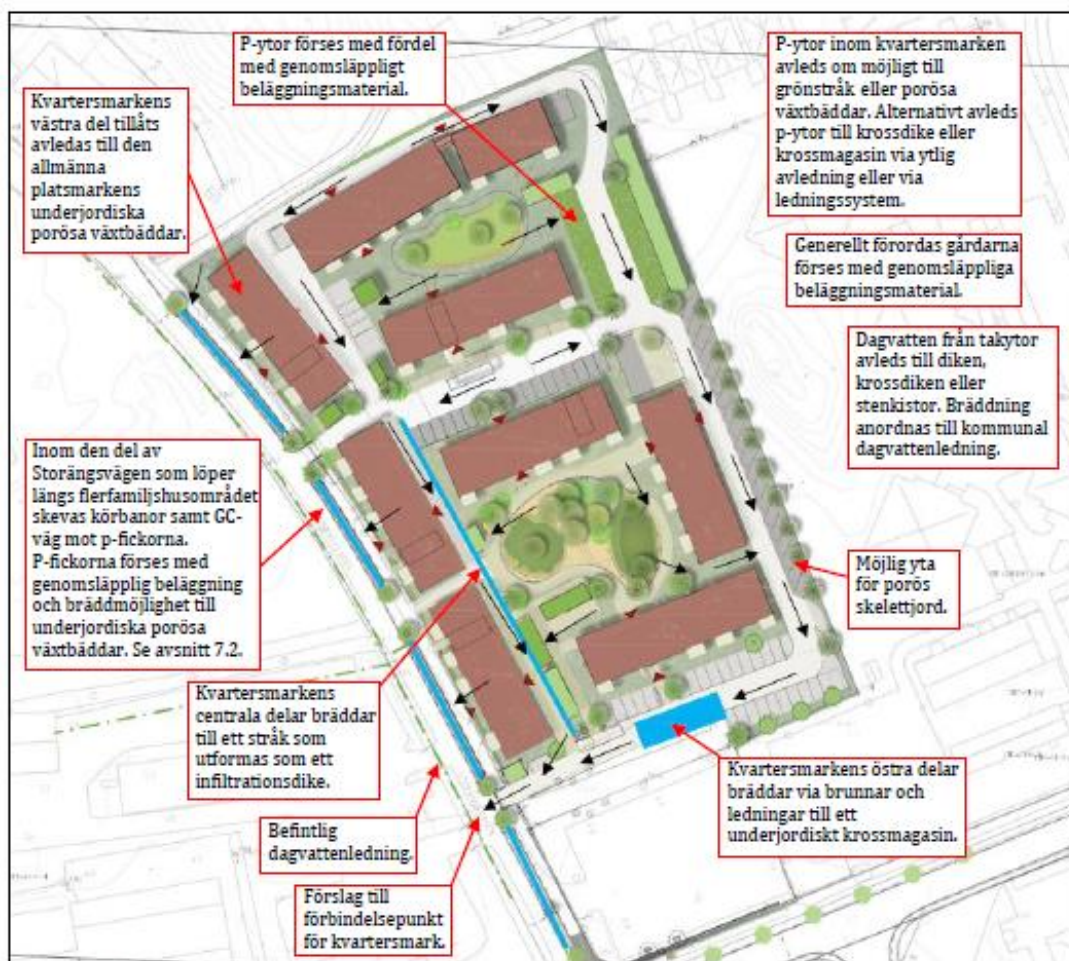 P-ytor förses med fördel
med genomsläppligt
beläggningsmaterial.
P-ytor inom kvartersmarken
avleds om möjligt till
grönstråk eller porösa
växtbäddar. Alternativt avleds
p-ytor till krossdike eller
krossmagasin via ytlig
avledning eller via
ledningssystem.
Kvartersmarkens
västra del tillåts
avledas till den
allmänna
platsmarkens
underjordiska
porösa växtbäddar.
Generellt förordas gårdarna
förses med genomsläppliga
beläggningsmaterial.
Dagvatten från takytor
avleds till diken,
krossdiken eller
stenkistor. Bräddning
anordnas till kommunal
dagvattenledning.
Inom den del av
Storängsvägen som löper
längs flerfamiljshusområdet
skevas körbanor samt GC-
väg mot p-fickorna.
P-fickorna förses med
genomsläpplig beläggning
och bräddmöjlighet till
underjordiska porösa
växtbäddar. Se avsnitt 7.2.
Möjlig yta
för porös
skelettjord.
Kvartersmarkens
centrala delar bräddar
till ett stråk som
utformas som ett
infiltrationsdike.
Kvartersmarkens östra delar
bräddar via brunnar och
ledningar till ett
underjordiskt krossmagasin.
Befintlig
dagvattenledning.
Förslag till
förbindelsepunkt
för kvartersmark.